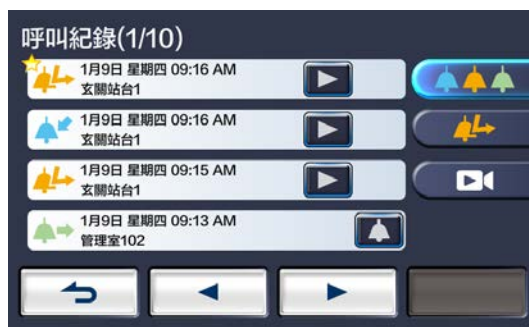 呼叫紀錄(1/10)
1月9日 星期四 09:16 AM
玄關站台1
1月9日 星期四 09:16 AM
玄關站台1
1月9日 星期四 09:15 AM
玄關站台1
1月9日 星期四 09:13 AM
管理室102